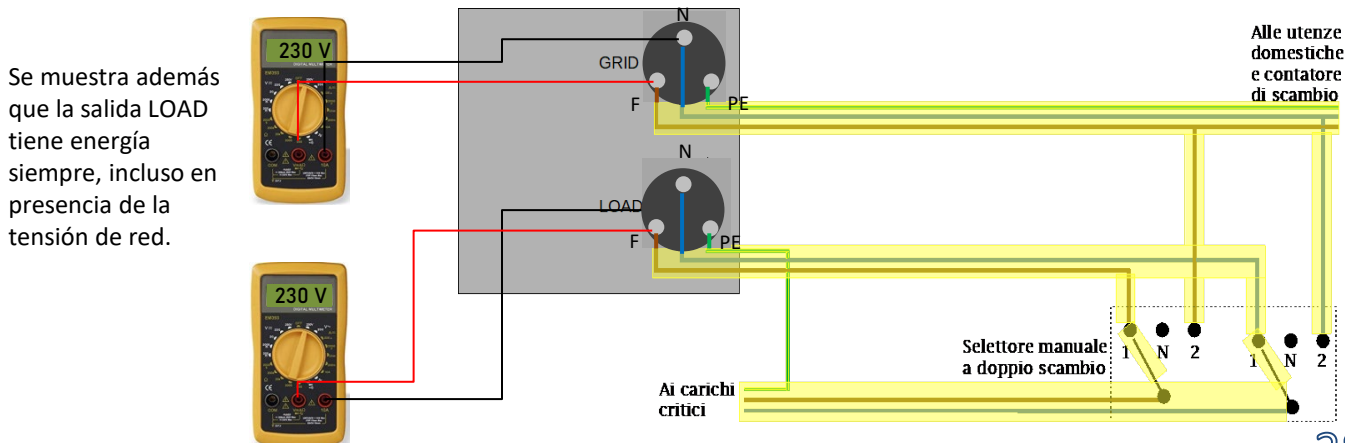 Se muestra además
que la salida LOAD
tiene energía
siempre, incluso en
presencia de la
tensión de red.
230 V
230 V
N
GRID
F
PE
N
LOAD
F
PE
Alle utenze
domestiche
e contatore
di scambio
Selettore manuale
a doppio scambio
1 N 2
1 N 2
Ai carichi
critici